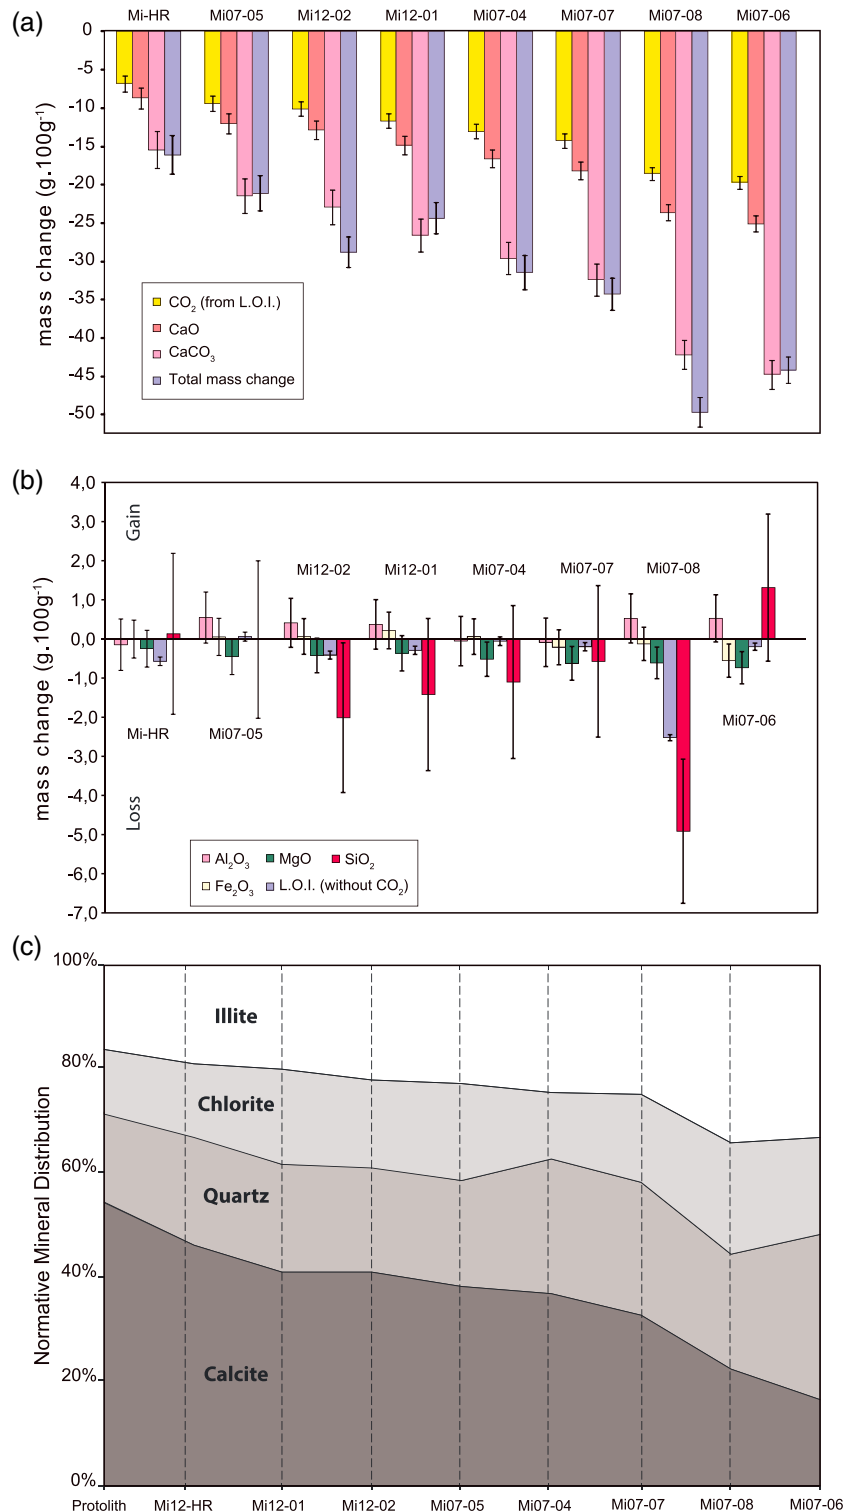 (a)
Mi-HR Mi07-05 Mi12-02 Mi12-01 Mi07-04 Mi07-07 Mi07-08 Mi07-06
0
-5
-10
-15
-20
-25
-30
-35
-40
-45
-50
mass change (g.100g⁻¹)
CO₂ (from L.O.I.)
CaO
CaCO₃
Total mass change
(b)
4,0
3,0
2,0
1,0
0,0
-1,0
-2,0
-3,0
-4,0
-5,0
-6,0
-7,0
mass change (g.100g⁻¹)
Gain
Loss
Mi12-02 Mi12-01 Mi07-04 Mi07-07 Mi07-08
Mi-HR Mi07-05 Mi07-06
Al₂O₃ MgO SiO₂
Fe₂O₃ L.O.I. (without CO₂)
(c)
100%
80%
60%
40%
20%
0%
Normative Mineral Distribution
Illite
Chlorite
Quartz
Calcite
Protolith Mi12-HR Mi12-01 Mi12-02 Mi07-05 Mi07-04 Mi07-07 Mi07-08 Mi07-06